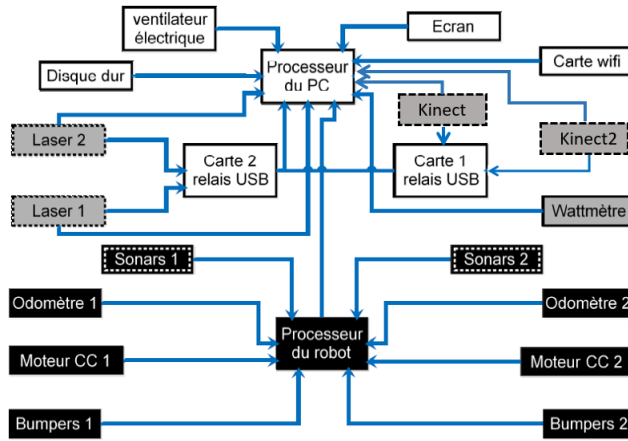 ventilateur
électrique
Ecran
Processeur
du PC
Carte wifi
Disque dur
Kinect
Kinect2
Laser 2
Carte 2
relais USB
Carte 1
relais USB
Laser 1
Wattmètre
Sonars 1
Sonars 2
Odomètre 1
Odomètre 2
Processeur
du robot
Moteur CC 1
Moteur CC 2
Bumpers 1
Bumpers 2